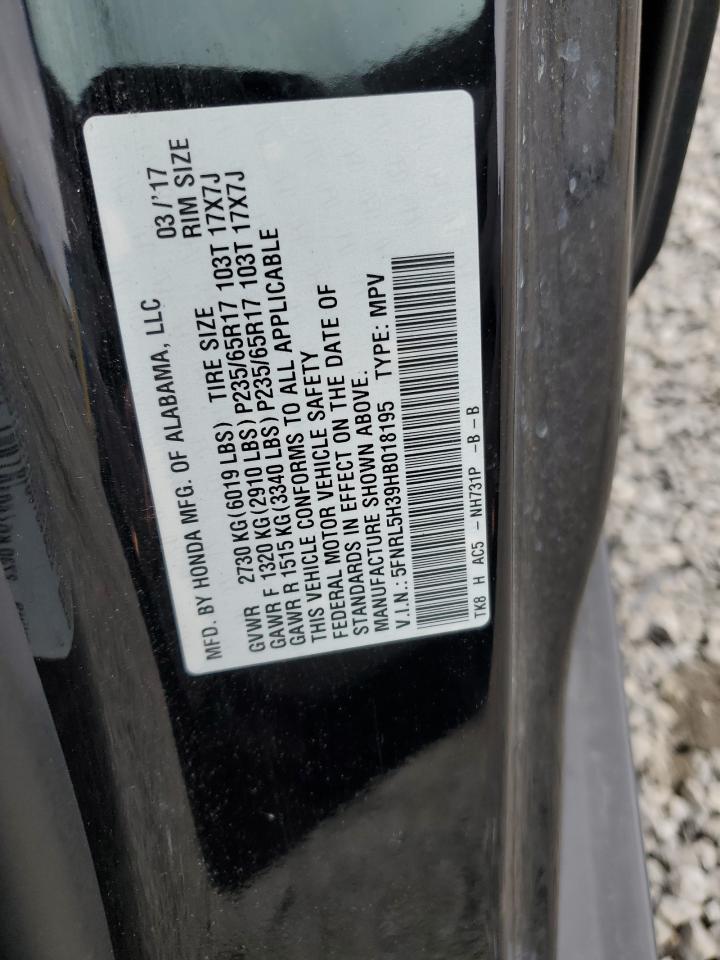 MFD. BY HONDA MFG. OF ALABAMA, LLC 03/'17
GVWR 2730 KG(6019 LBS) TIRE SIZE RIM SIZE
GAWR F 1320 KG(2910 LBS) P235/65R17 103T 17X7J
GAWR R 1515 KG(3340 LBS) P235/65R17 103T 17X7J
THIS VEHICLE CONFORMS TO ALL APPLICABLE
FEDERAL MOTOR VEHICLE SAFETY
STANDARDS IN EFFECT ON THE DATE OF
MANUFACTURE SHOWN ABOVE.
V.I.N.: 5FNRL5H39HB018195 TYPE: MPV
TK8 H AC5 - NH731P -B-B